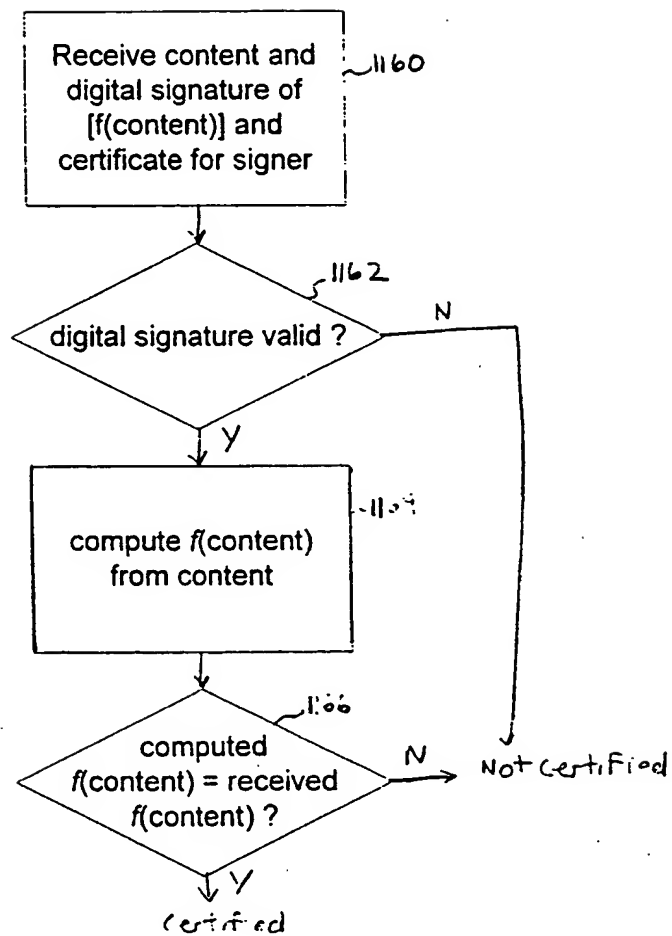 Receive content and
digital signature of
[f(content)] and
certificate for signer
1160
digital signature valid ?
1162
N
Y
compute f(content)
from content
computed
f(content) = received
f(content) ?
N
Not Certified
Y
Certified